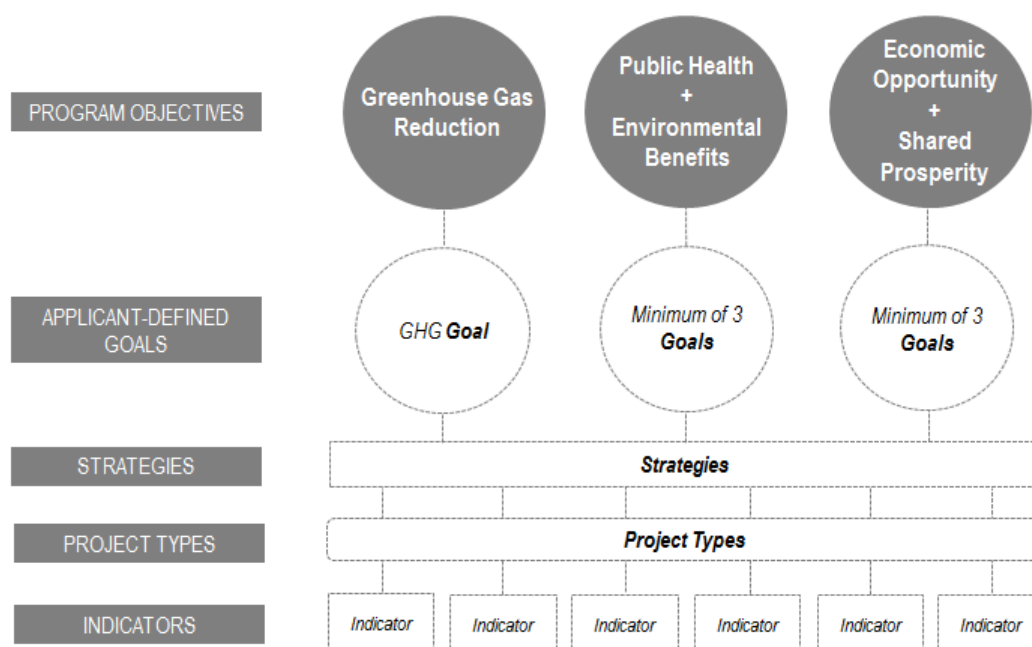 PROGRAM OBJECTIVES
Greenhouse Gas
Reduction
Public Health
+
Environmental
Benefits
Economic
Opportunity
+
Shared
Prosperity
APPLICANT-DEFINED
GOALS
GHG Goal
Minimum of 3
Goals
Minimum of 3
Goals
STRATEGIES
Strategies
PROJECT TYPES
Project Types
INDICATORS
Indicator
Indicator
Indicator
Indicator
Indicator
Indicator